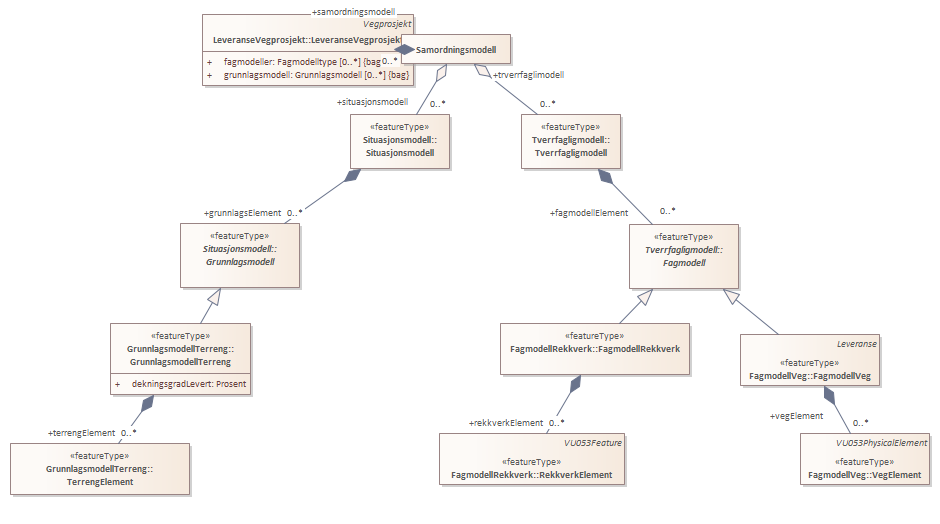 +samordningsmodell
Vegprosjekt
LeveranseVegprosjekt::LeveranseVegprosjekt
+ fagmodeller: Fagmodelltype [0..*] {bag
+ grunnlagsmodell: Grunnlagsmodell [0..*] {bag}
0..*
Samordningsmodell
+situasjonsmodell
0..*
+trverrfaglimodell
0..*
«featureType»
Situasjonsmodell::
Situasjonsmodell
«featureType»
Tverrfagligmodell::
Tverrfagligmodell
+grunnlagsElement 0..*
+fagmodellElement 0..*
«featureType»
Situasjonsmodell::
Grunnlagsmodell
«featureType»
Tverrfagligmodell::
Fagmodell
«featureType»
GrunnlagsmodellTerreng::
GrunnlagsmodellTerreng
+ dekningsgradLevert: Prosent
«featureType»
FagmodellRekkverk::FagmodellRekkverk
Leveranse
«featureType»
FagmodellVeg::FagmodellVeg
+terrengElement 0..*
+rekkverkElement 0..*
+vegElement
0..*
«featureType»
GrunnlagsmodellTerreng::
TerrengElement
VU053Feature
«featureType»
FagmodellRekkverk::RekkverkElement
VU053PhysicalElement
«featureType»
FagmodellVeg::VegElement